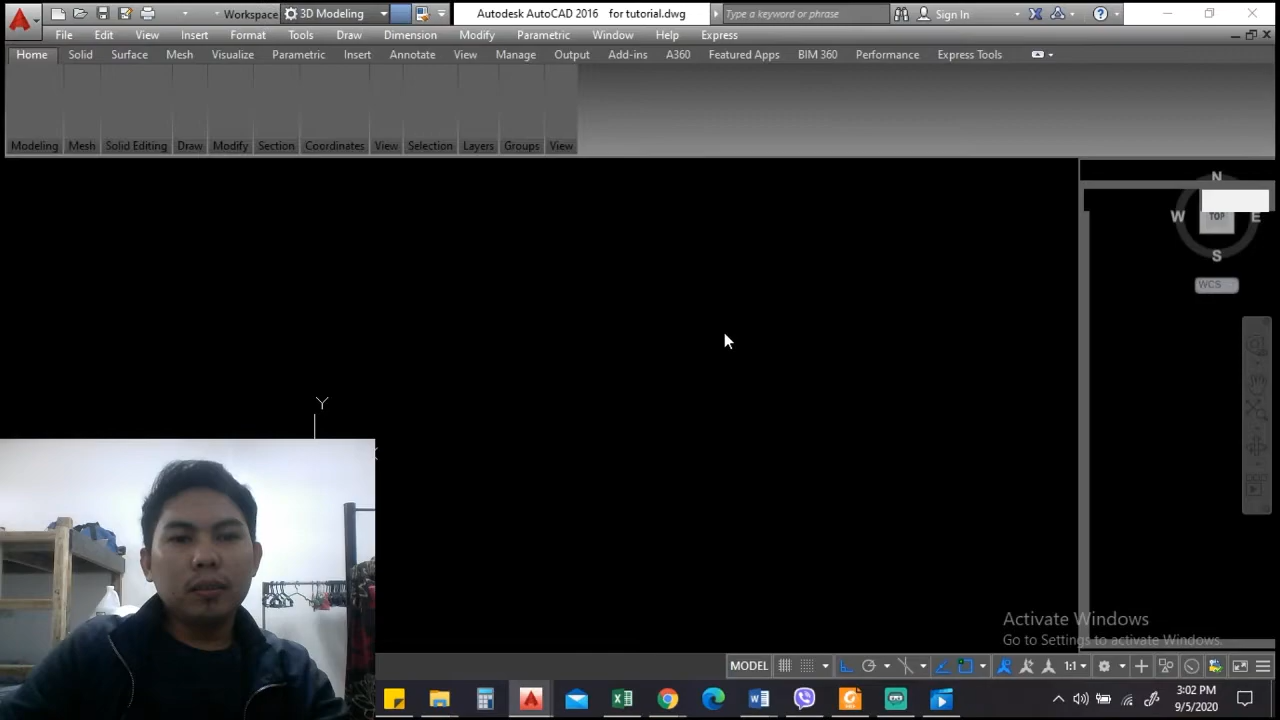 Workspace 3D Modeling Autodesk AutoCAD 2016 for tutorial.dwg Type a keyword or phrase Sign In
File Edit View Insert Format Tools Draw Dimension Modify Parametric Window Help Express
Home Solid Surface Mesh Visualize Parametric Insert Annotate View Manage Output Add-ins A360 Featured Apps BIM 360 Performance Express Tools
Modeling Mesh Solid Editing Draw Modify Section Coordinates View Selection Layers Groups View
N
W TOP E
S
WCS
Y
X
Activate Windows
Go to Settings to activate Windows.
MODEL 1:1
3:02 PM
9/5/2020